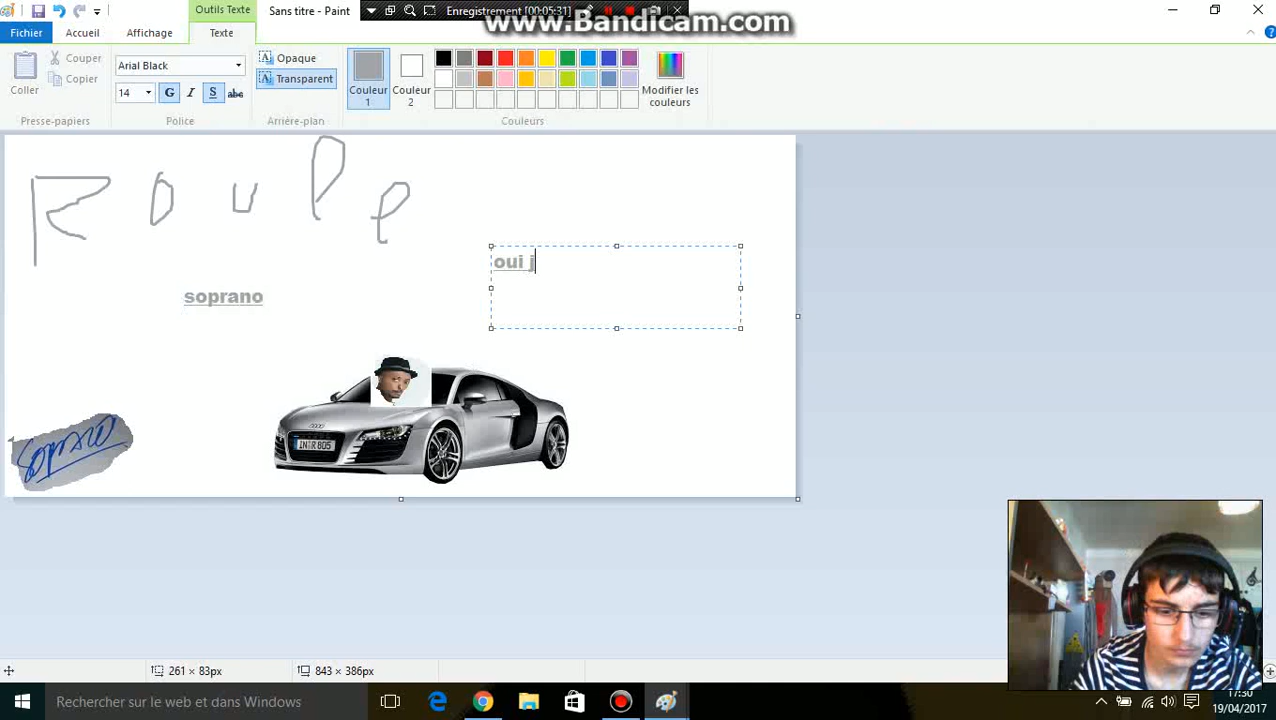 Outils Texte
Sans titre - Paint
Enregistrement [00:05:31]
www.Bandicam.com
Fichier
Accueil
Affichage
Texte
Coller
Couper
Copier
Presse-papiers
Arial Black
14
G I S abc
Police
Opaque
Transparent
Arrière-plan
Couleur 1
Couleur 2
Modifier les couleurs
Couleurs
Roule
oui j
soprano
IN R 805
Soprano
261 × 83px
843 × 386px
Rechercher sur le web et dans Windows
17:30
19/04/2017